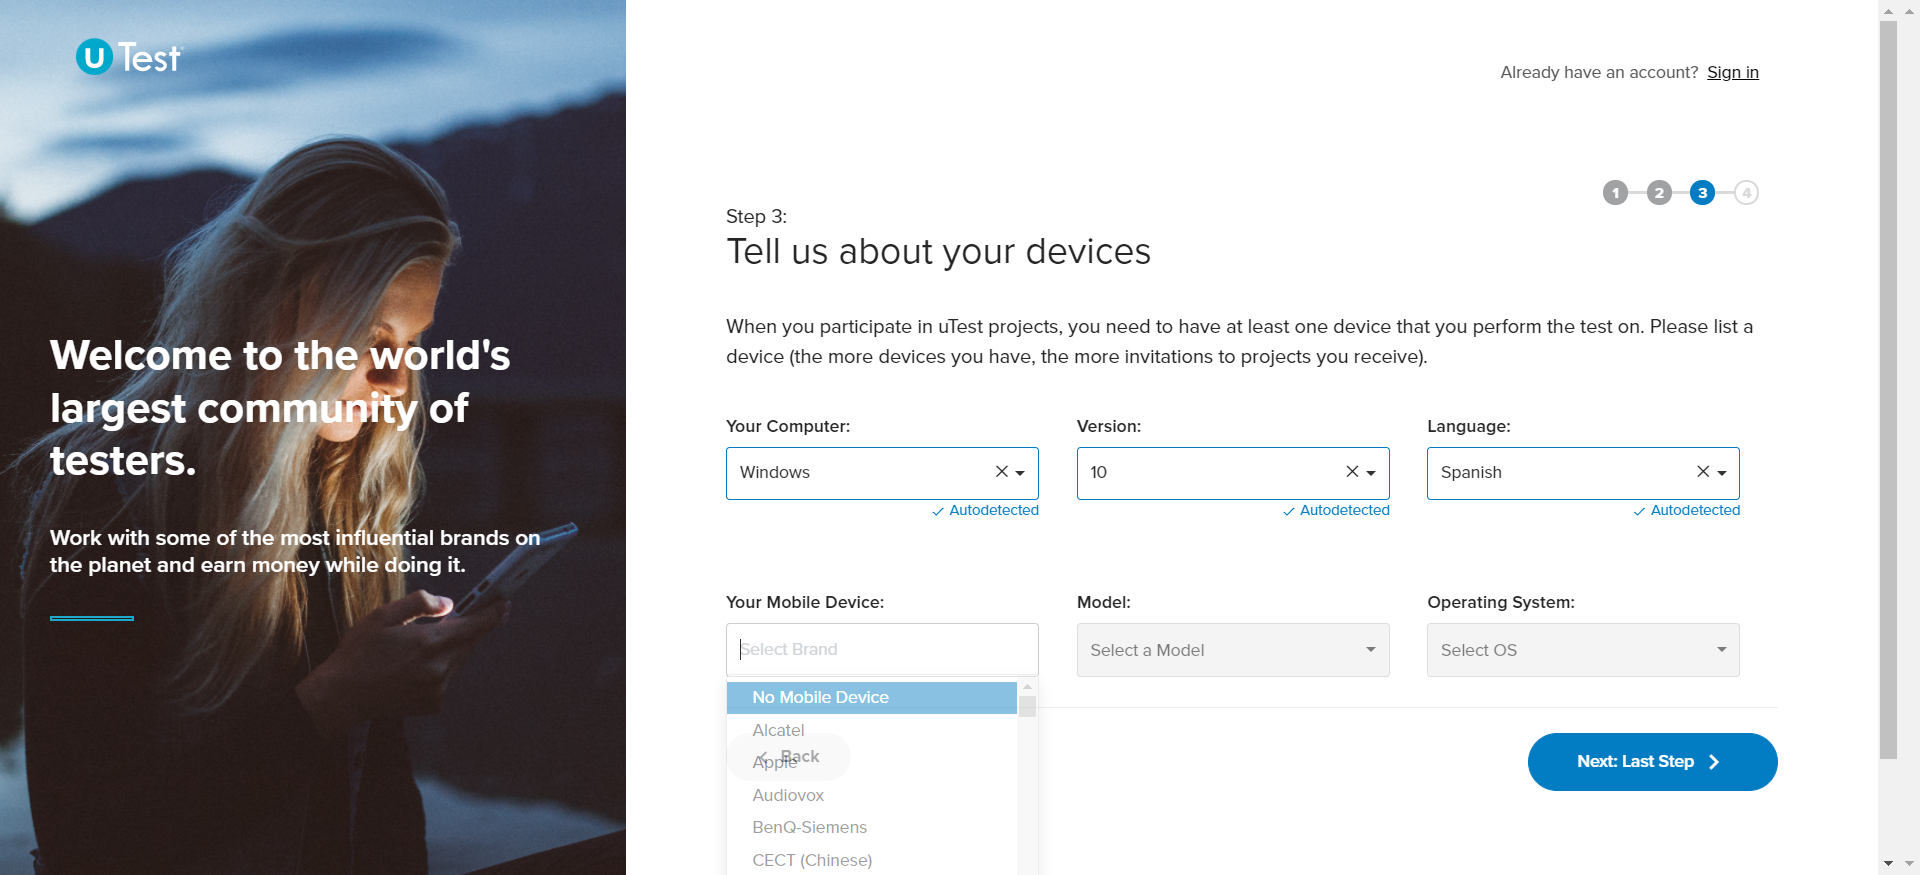 U Test
Welcome to the world's
largest community of
testers.
Work with some of the most influential brands on
the planet and earn money while doing it.
Already have an account? Sign in
1 2 3 4
Step 3:
Tell us about your devices
When you participate in uTest projects, you need to have at least one device that you perform the test on. Please list a
device (the more devices you have, the more invitations to projects you receive).
Your Computer: Version: Language:
Windows 10 Spanish
Autodetected Autodetected Autodetected
Your Mobile Device: Model: Operating System:
Select Brand Select a Model Select OS
No Mobile Device
Alcatel
Back
Apple
Next: Last Step
Audiovox
BenQ-Siemens
CECT (Chinese)